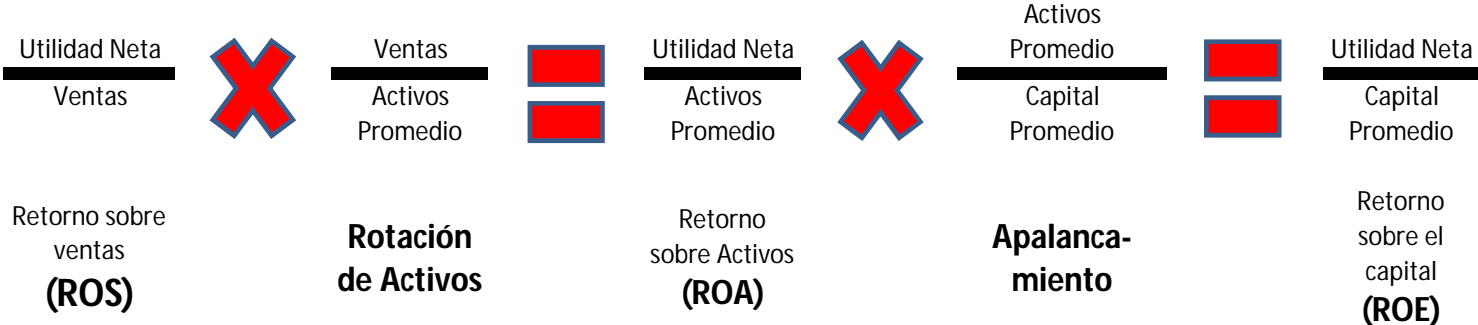 Utilidad Neta
Ventas
Ventas
Activos
Promedio
Utilidad Neta
Activos
Promedio
Activos
Promedio
Capital
Promedio
Utilidad Neta
Capital
Promedio
Retorno sobre
ventas
(ROS)
Rotación
de Activos
Retorno
sobre Activos
(ROA)
Apalanca-
miento
Retorno
sobre el
capital
(ROE)